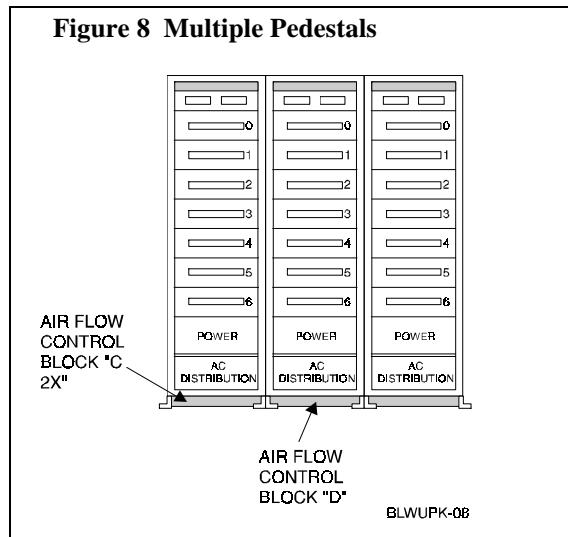 Figure 8 Multiple Pedestals
0 0 0
1 1 1
2 2 2
3 3 3
4 4 4
5 5 5
6 6 6
POWER POWER POWER
AC AC AC
DISTRIBUTION DISTRIBUTION DISTRIBUTION
AIR FLOW
CONTROL
BLOCK "C
2X"
AIR FLOW
CONTROL
BLOCK "D"
BLWUPK-08